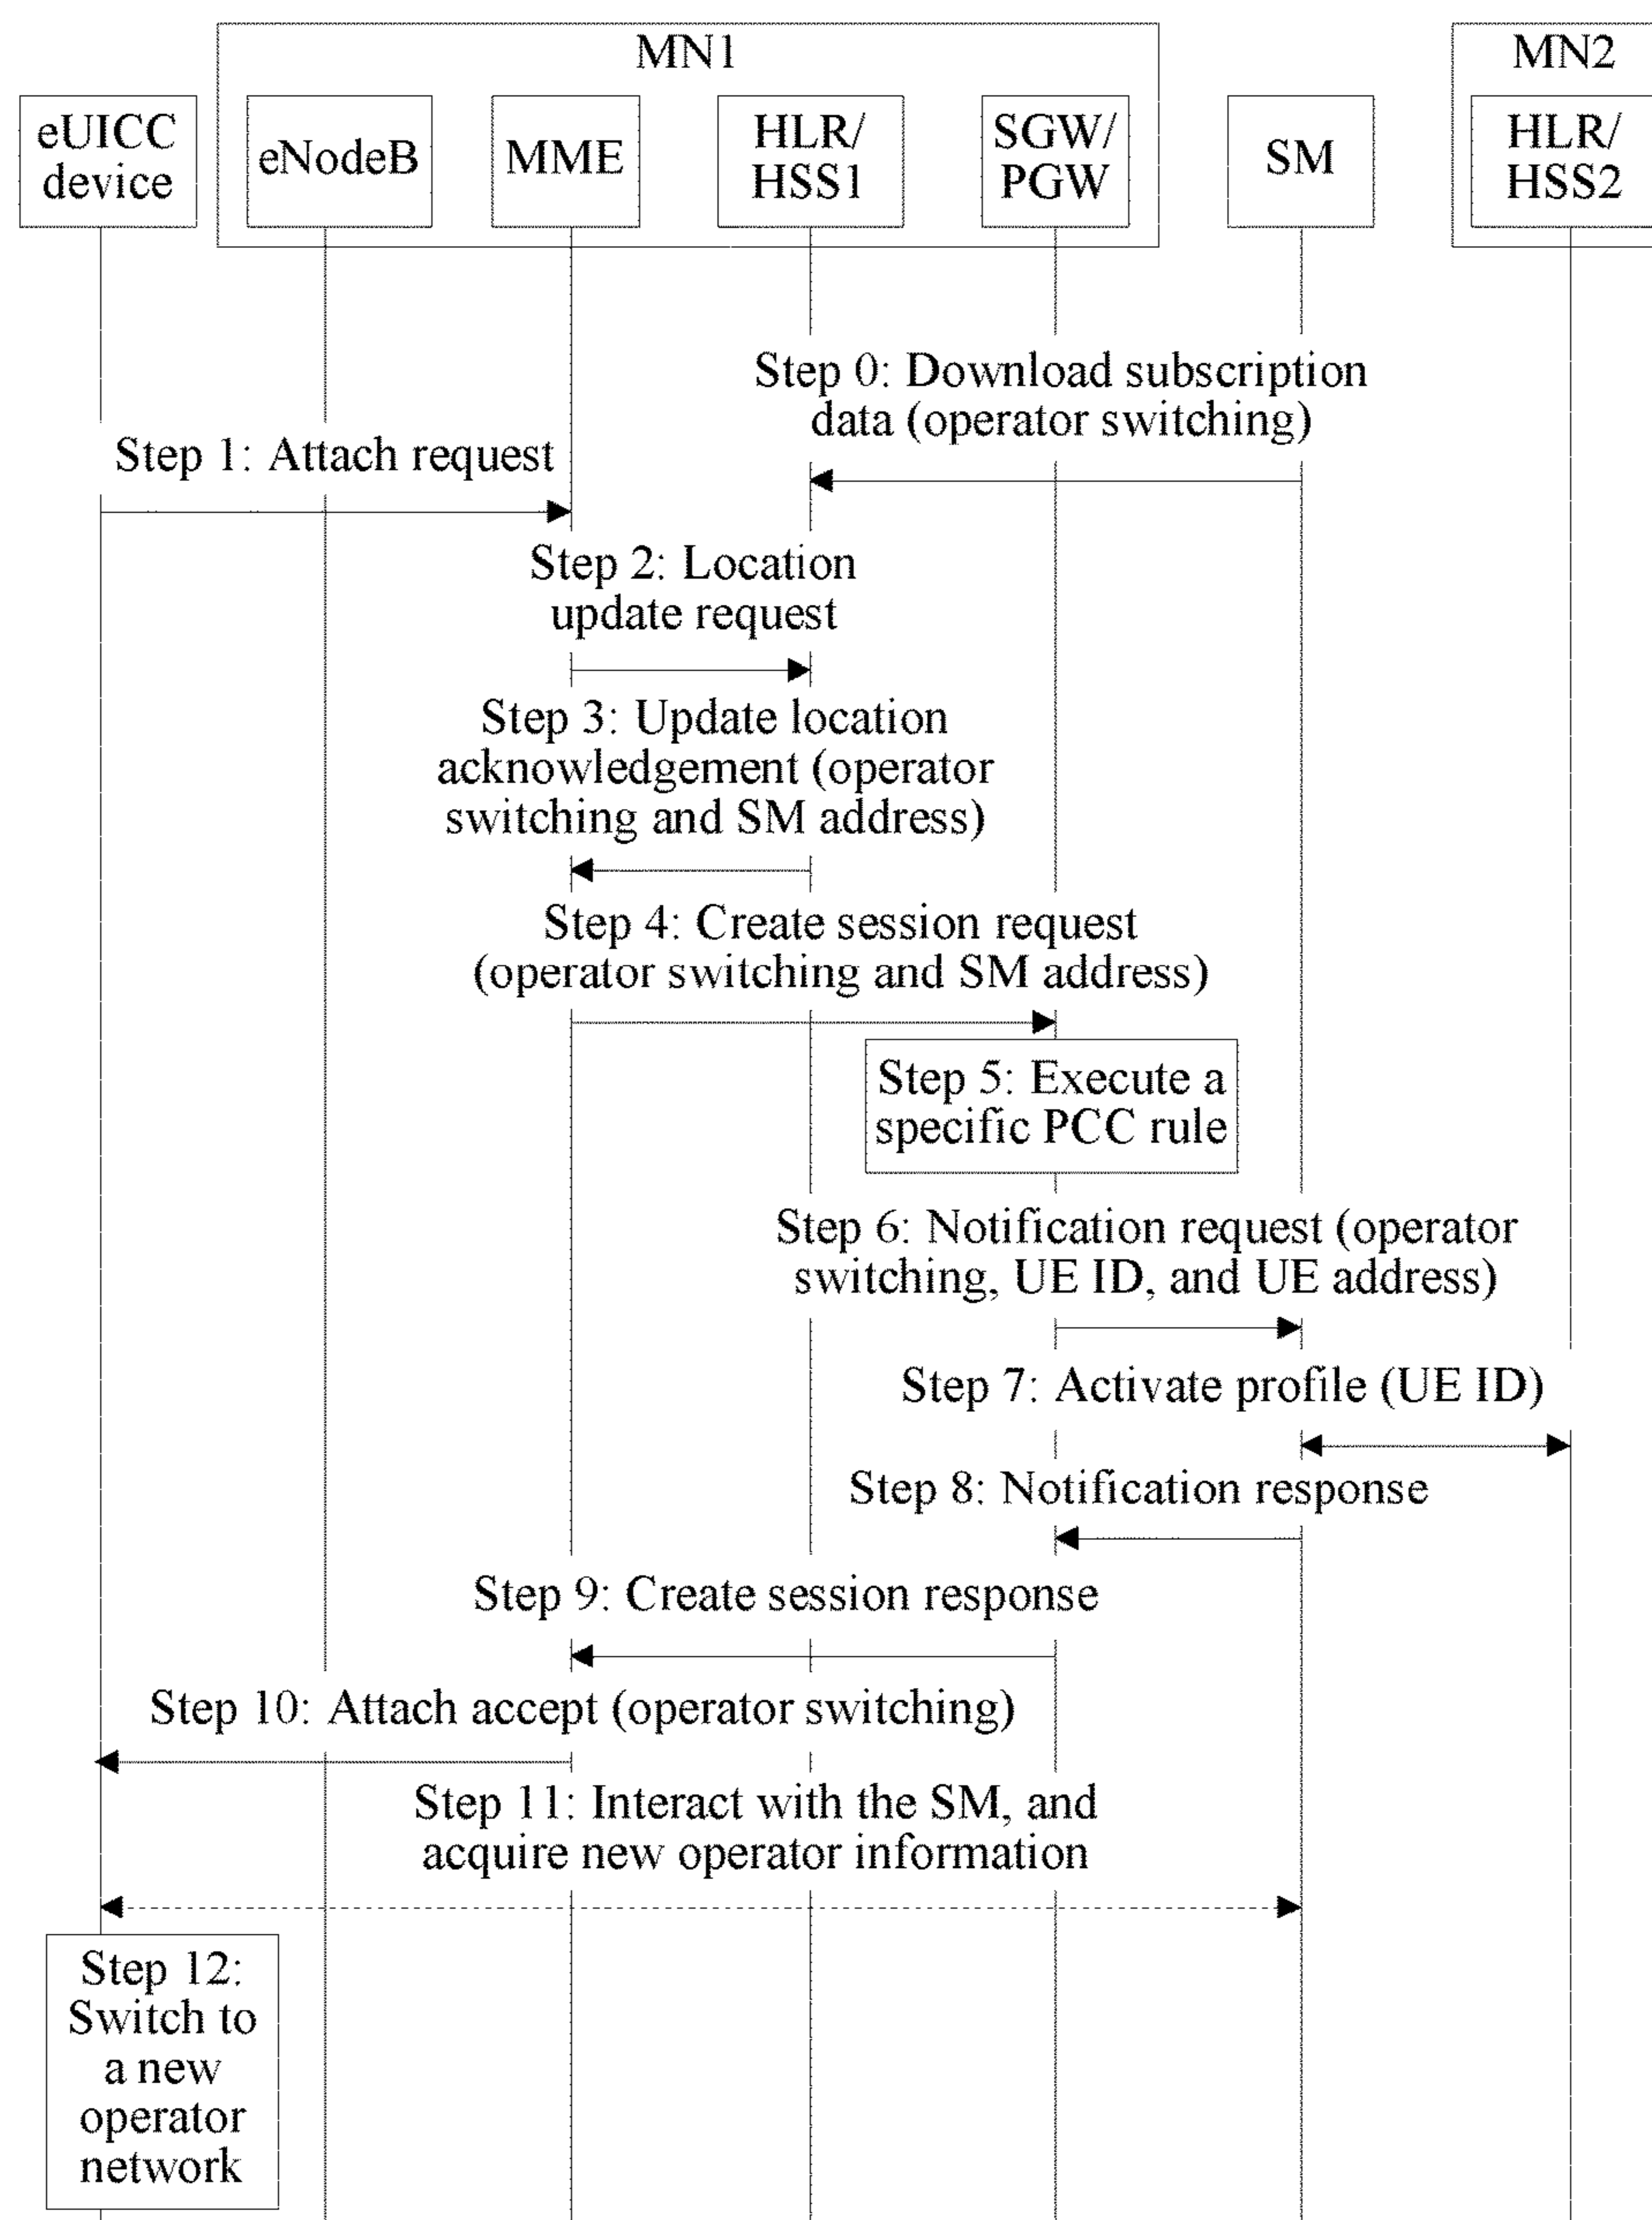 MN1
MN2
eUICC
device
eNodeB
MME
HLR/
HSS1
SGW/
PGW
SM
HLR/
HSS2
Step 0: Download subscription
data (operator switching)
Step 1: Attach request
Step 2: Location
update request
Step 3: Update location
acknowledgement (operator
switching and SM address)
Step 4: Create session request
(operator switching and SM address)
Step 5: Execute a
specific PCC rule
Step 6: Notification request (operator
switching, UE ID, and UE address)
Step 7: Activate profile (UE ID)
Step 8: Notification response
Step 9: Create session response
Step 10: Attach accept (operator switching)
Step 11: Interact with the SM, and
acquire new operator information
Step 12:
Switch to
a new
operator
network